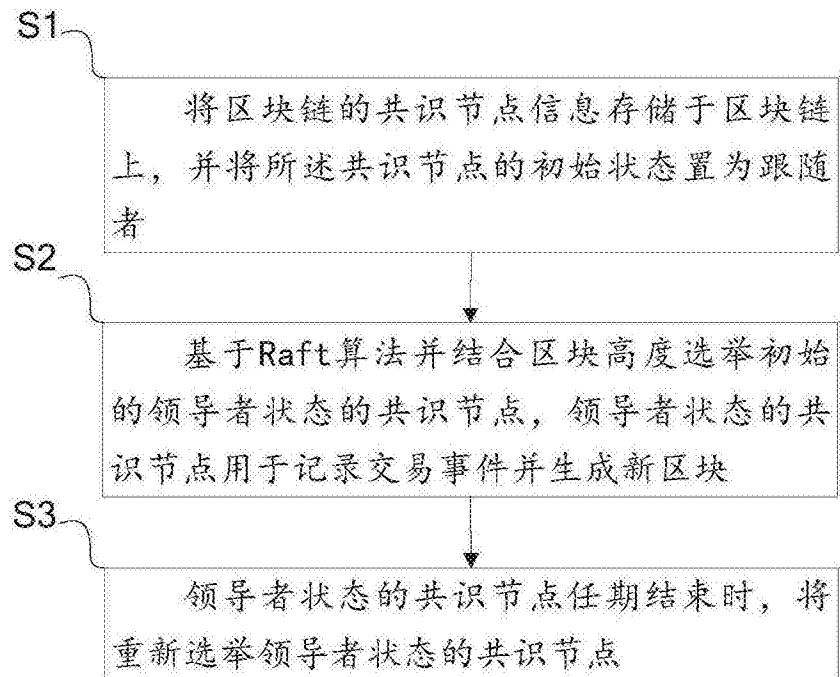 S1
将区块链的共识节点信息存储于区块链
上，并将所述共识节点的初始状态置为跟随
者
S2
基于Raft算法并结合区块高度选举初始
的领导者状态的共识节点，领导者状态的共
识节点用于记录交易事件并生成新区块
S3
领导者状态的共识节点任期结束时，将
重新选举领导者状态的共识节点